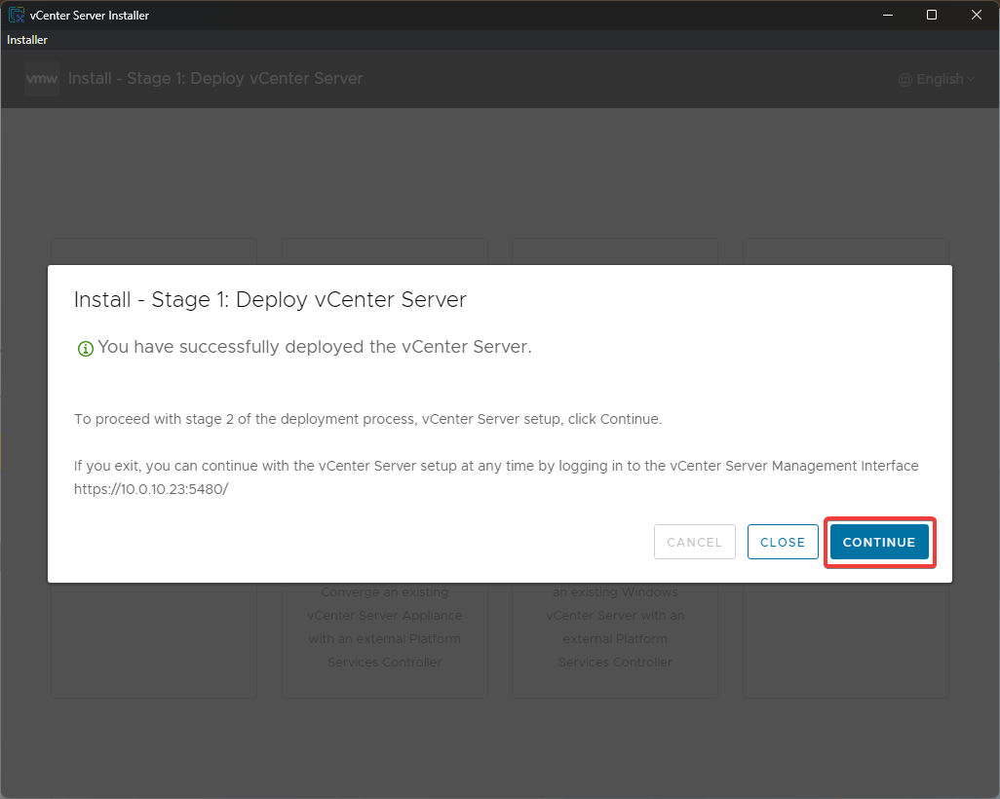 vCenter Server Installer
Installer
vmw Install - Stage 1: Deploy vCenter Server English
Install - Stage 1: Deploy vCenter Server
You have successfully deployed the vCenter Server.
To proceed with stage 2 of the deployment process, vCenter Server setup, click Continue.
If you exit, you can continue with the vCenter Server setup at any time by logging in to the vCenter Server Management Interface
https://10.0.10.23:5480/
CANCEL CLOSE CONTINUE
Converge an existing
vCenter Server Appliance
with an external Platform
Services Controller
an existing Windows
vCenter Server with an
external Platform
Services Controller